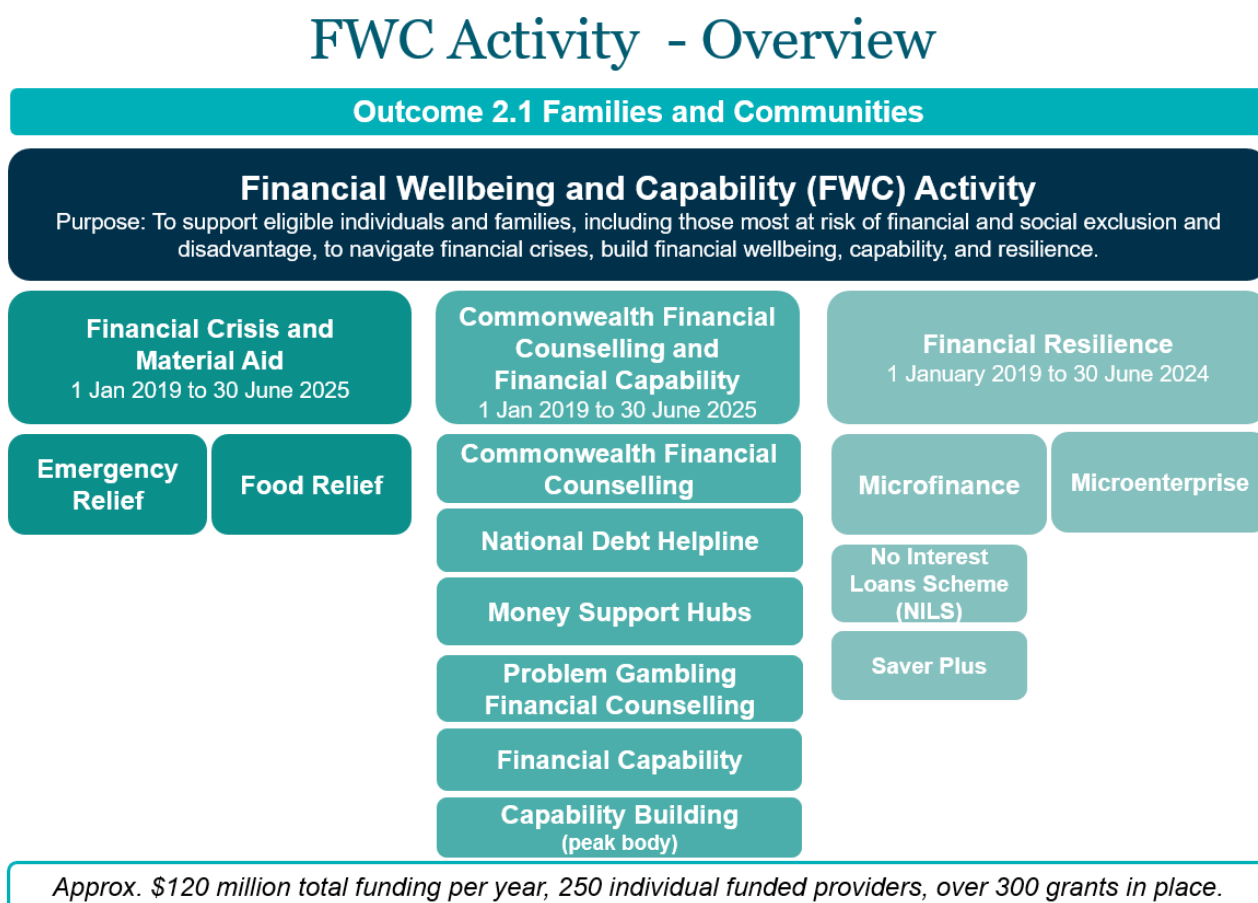 FWC Activity - Overview
Outcome 2.1 Families and Communities
Financial Wellbeing and Capability (FWC) Activity
Purpose: To support eligible individuals and families, including those most at risk of financial and social exclusion and
disadvantage, to navigate financial crises, build financial wellbeing, capability, and resilience.
Financial Crisis and
Material Aid
1 Jan 2019 to 30 June 2025
Emergency
Relief
Food Relief
Commonwealth Financial
Counselling and
Financial Capability
1 Jan 2019 to 30 June 2025
Commonwealth Financial
Counselling
National Debt Helpline
Money Support Hubs
Problem Gambling
Financial Counselling
Financial Capability
Capability Building
(peak body)
Financial Resilience
1 January 2019 to 30 June 2024
Microfinance
Microenterprise
No Interest
Loans Scheme
(NILS)
Saver Plus
Approx. $120 million total funding per year, 250 individual funded providers, over 300 grants in place.